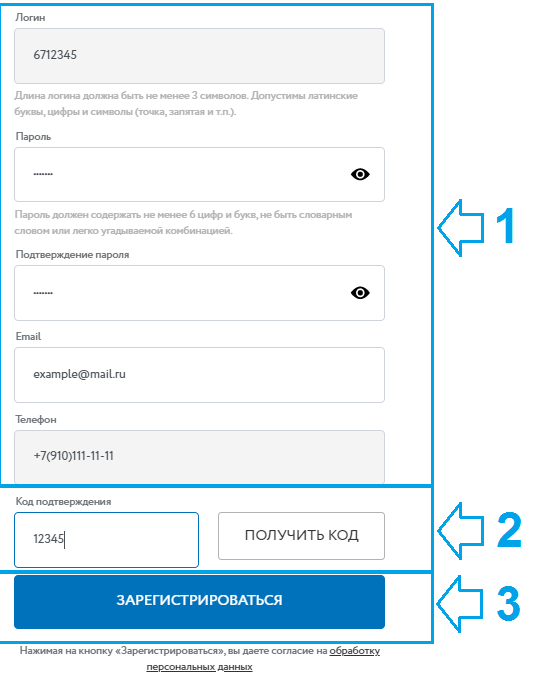 Логин
6712345
Длина логина должна быть не менее 3 символов. Допустимы латинские
буквы, цифры и символы (точка, запятая и т.п.).
Пароль
·······
Пароль должен содержать не менее 6 цифр и букв, не быть словарным
словом или легко угадываемой комбинацией.
1
Подтверждение пароля
·······
Email
example@mail.ru
Телефон
+7(910)111-11-11
Код подтверждения
12345
ПОЛУЧИТЬ КОД
2
ЗАРЕГИСТРИРОВАТЬСЯ
3
Нажимая на кнопку «Зарегистрироваться», вы даете согласие на обработку
персональных данных